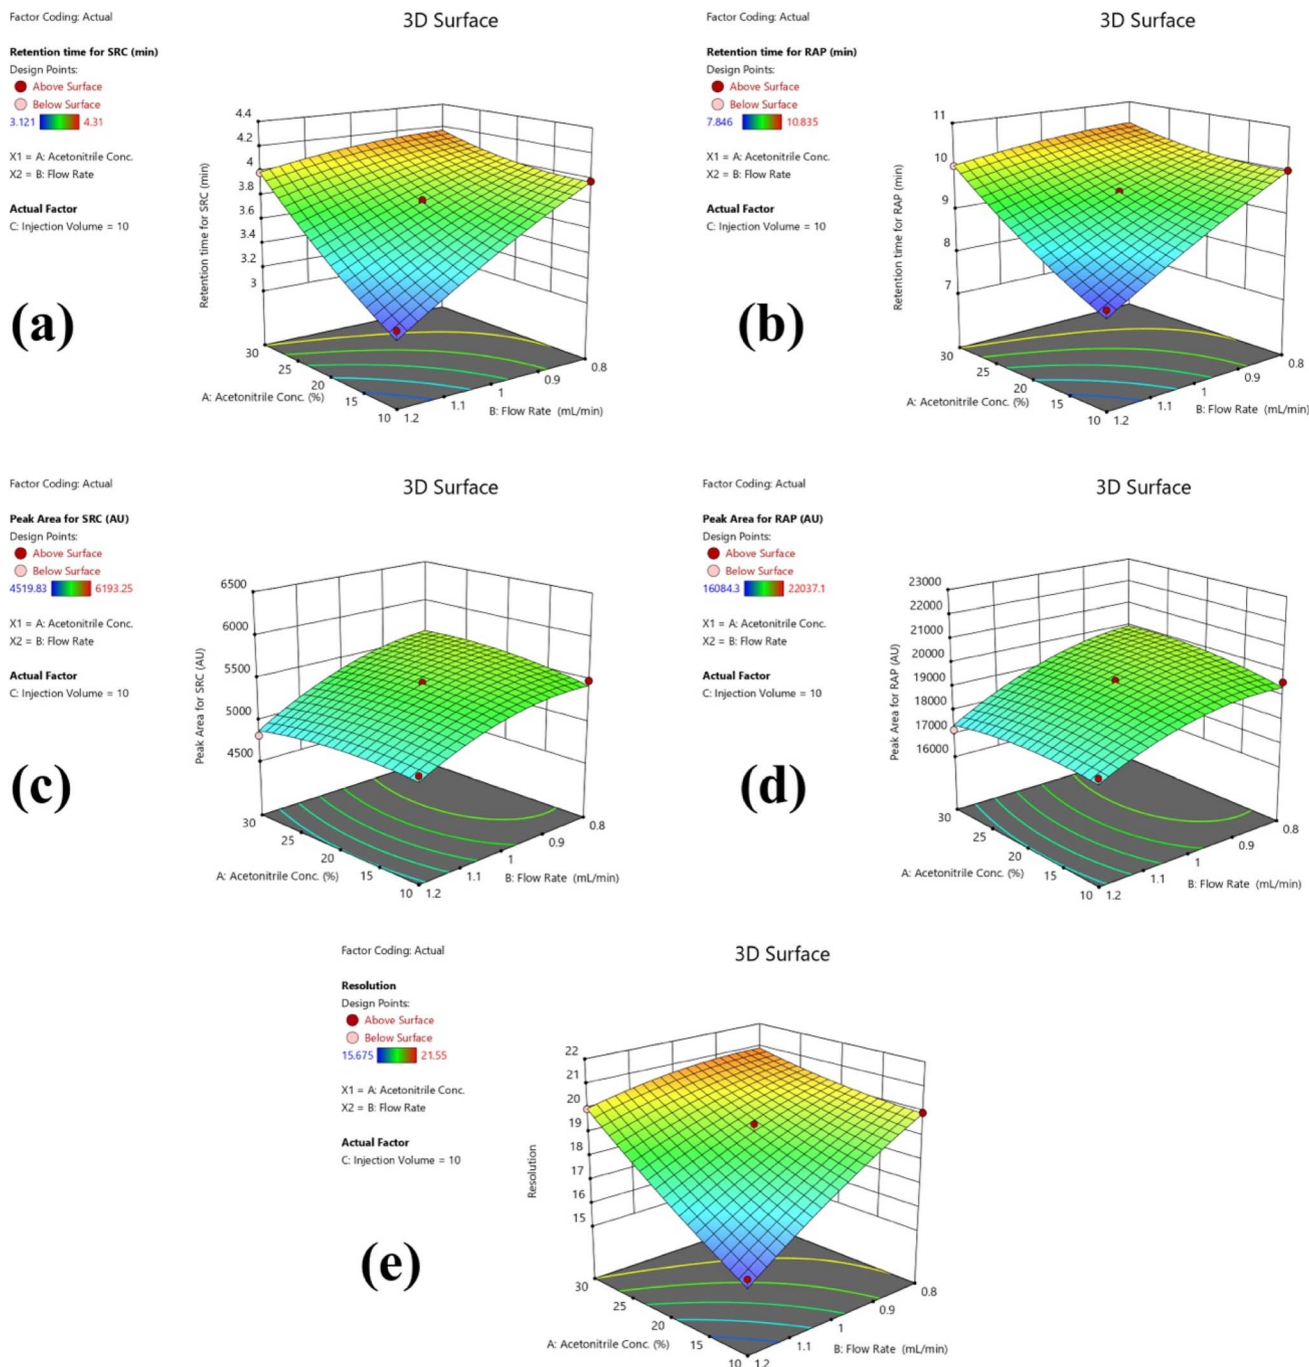 Factor Coding: Actual
3D Surface
Retention time for SRC (min)
Design Points:
Above Surface
Below Surface
3.121 4.31
X1 = A: Acetonitrile Conc.
X2 = B: Flow Rate
Actual Factor
C: Injection Volume = 10
4.4
4.2
4
3.8
3.6
3.4
3.2
3
Retention time for SRC (min)
30
25
20
15
10
A: Acetonitrile Conc. (%)
1.2
1.1
1
0.9
0.8
B: Flow Rate (mL/min)
(a)
Factor Coding: Actual
3D Surface
Retention time for RAP (min)
Design Points:
Above Surface
Below Surface
7.846 10.835
X1 = A: Acetonitrile Conc.
X2 = B: Flow Rate
Actual Factor
C: Injection Volume = 10
11
10
9
8
7
Retention time for RAP (min)
30
25
20
15
10
A: Acetonitrile Conc. (%)
1.2
1.1
1
0.9
0.8
B: Flow Rate (mL/min)
(b)
Factor Coding: Actual
3D Surface
Peak Area for SRC (AU)
Design Points:
Above Surface
Below Surface
4519.83 6193.25
X1 = A: Acetonitrile Conc.
X2 = B: Flow Rate
Actual Factor
C: Injection Volume = 10
6500
6000
5500
5000
4500
Peak Area for SRC (AU)
30
25
20
15
10
A: Acetonitrile Conc. (%)
1.2
1.1
1
0.9
0.8
B: Flow Rate (mL/min)
(c)
Factor Coding: Actual
3D Surface
Peak Area for RAP (AU)
Design Points:
Above Surface
Below Surface
16084.3 22037.1
X1 = A: Acetonitrile Conc.
X2 = B: Flow Rate
Actual Factor
C: Injection Volume = 10
23000
22000
21000
20000
19000
18000
17000
16000
Peak Area for RAP (AU)
30
25
20
15
10
A: Acetonitrile Conc. (%)
1.2
1.1
1
0.9
0.8
B: Flow Rate (mL/min)
(d)
Factor Coding: Actual
3D Surface
Resolution
Design Points:
Above Surface
Below Surface
15.675 21.55
X1 = A: Acetonitrile Conc.
X2 = B: Flow Rate
Actual Factor
C: Injection Volume = 10
22
21
20
19
18
17
16
15
Resolution
30
25
20
15
10
A: Acetonitrile Conc. (%)
1.2
1.1
1
0.9
0.8
B: Flow Rate (mL/min)
(e)